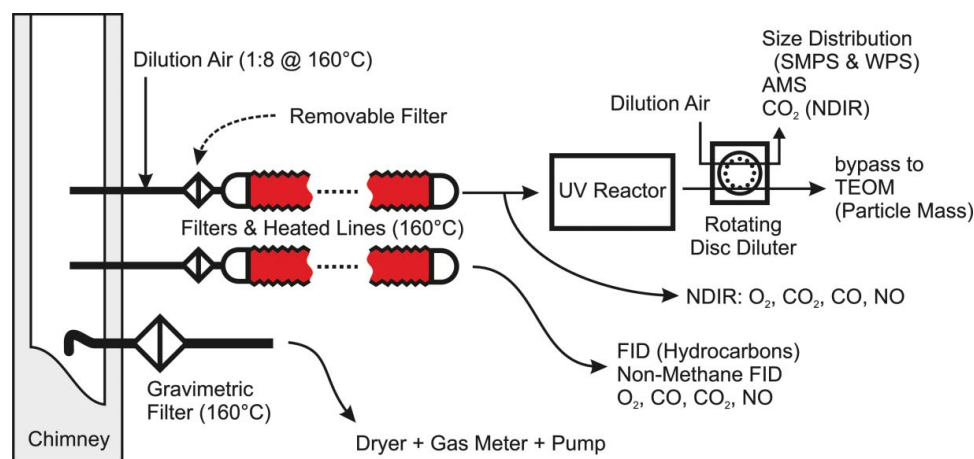 Dilution Air (1:8 @ 160°C)
Removable Filter
Filters & Heated Lines (160°C)
UV Reactor
Dilution Air
Size Distribution
(SMPS & WPS)
AMS
CO₂ (NDIR)
Rotating
Disc Diluter
bypass to
TEOM
(Particle Mass)
NDIR: O₂, CO₂, CO, NO
FID (Hydrocarbons)
Non-Methane FID
O₂, CO, CO₂, NO
Gravimetric
Filter (160°C)
Chimney
Dryer + Gas Meter + Pump